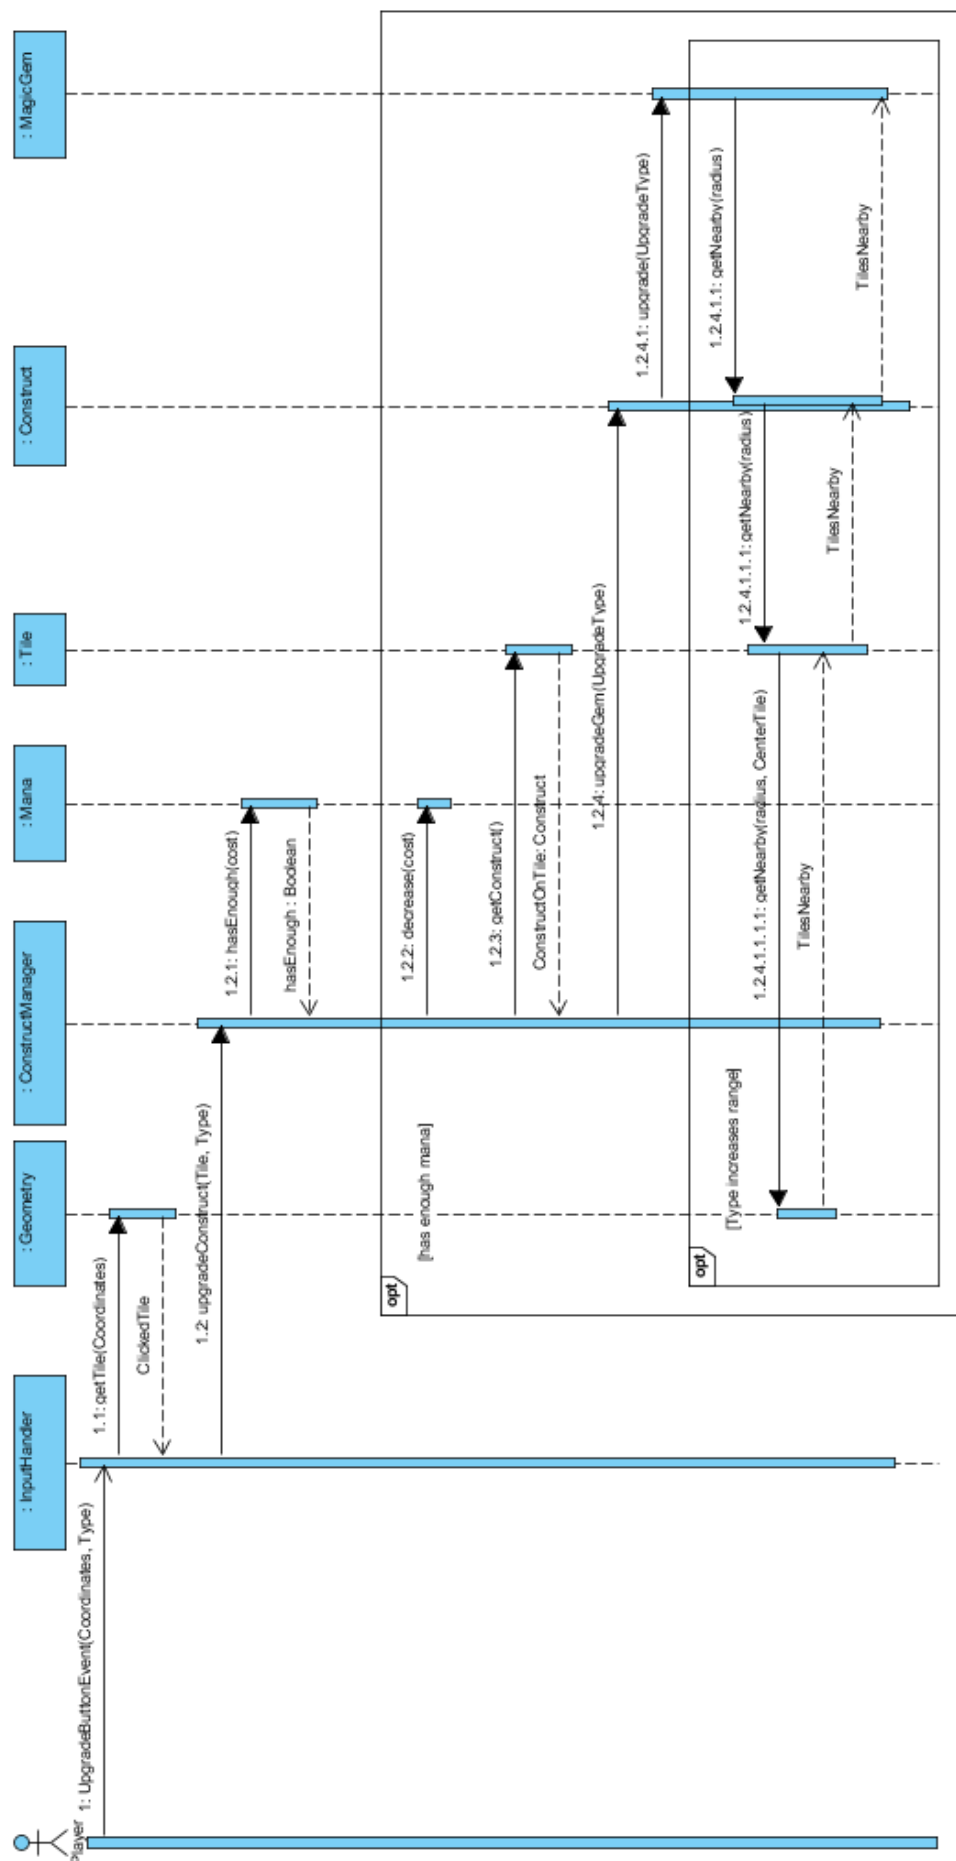 Player
: InputHandler
:Geometry
: ConstructManager
:Mana
:Tile
: Construct
: MagicGem
1: UpgradeButtonEvent(Coordinates, Type)
1.1: getTile(Coordinates)
ClickedTile
1.2: upgradeConstruct(Tile, Type)
1.2.1: hasEnough(cost)
hasEnough : Boolean
opt
[has enough mana]
1.2.2: decrease(cost)
1.2.3: getConstruct()
ConstructOnTile: Construct
1.2.4: upgradeGem(UpgradeType)
1.2.4.1: upgrade(UpgradeType)
opt
[Type increases range]
1.2.4.1.1: getNearby(radius)
1.2.4.1.1.1: getNearby(radius)
1.2.4.1.1.1.1: getNearby(radius, CenterTile)
TilesNearby
TilesNearby
TilesNearby